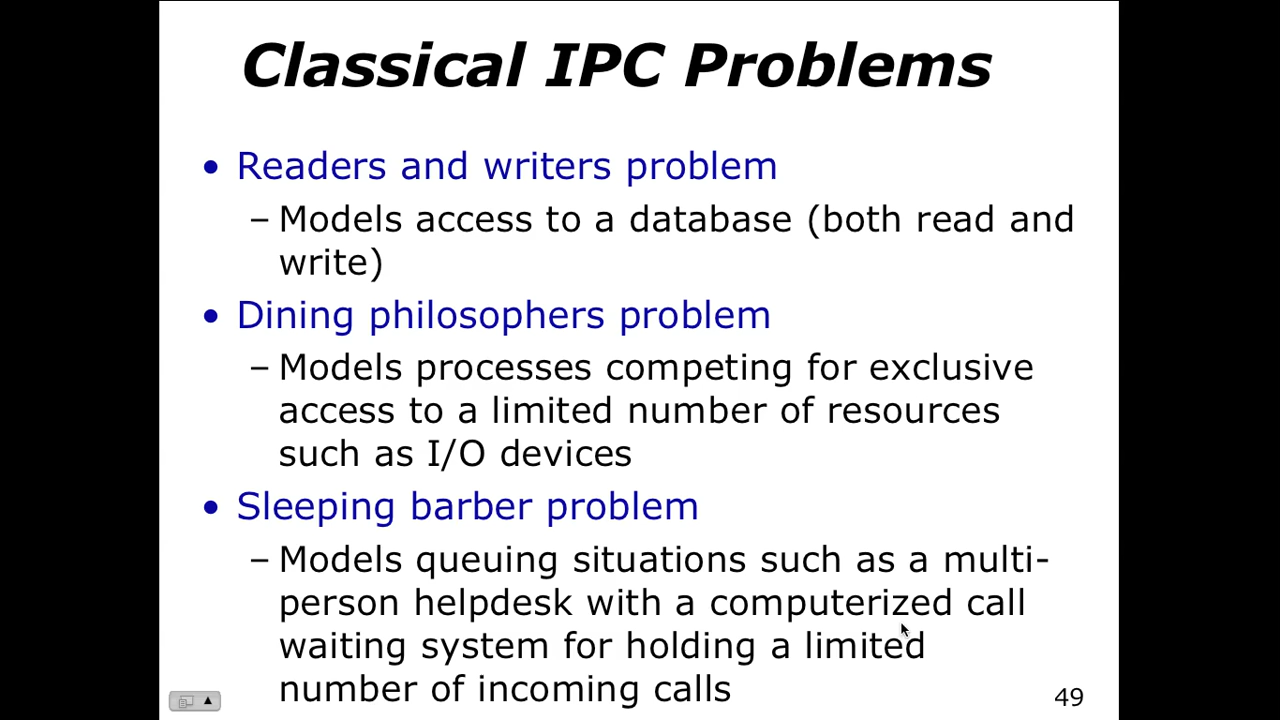 Classical IPC Problems
• Readers and writers problem
– Models access to a database (both read and
write)
• Dining philosophers problem
– Models processes competing for exclusive
access to a limited number of resources
such as I/O devices
• Sleeping barber problem
– Models queuing situations such as a multi-
person helpdesk with a computerized call
waiting system for holding a limited
number of incoming calls
49